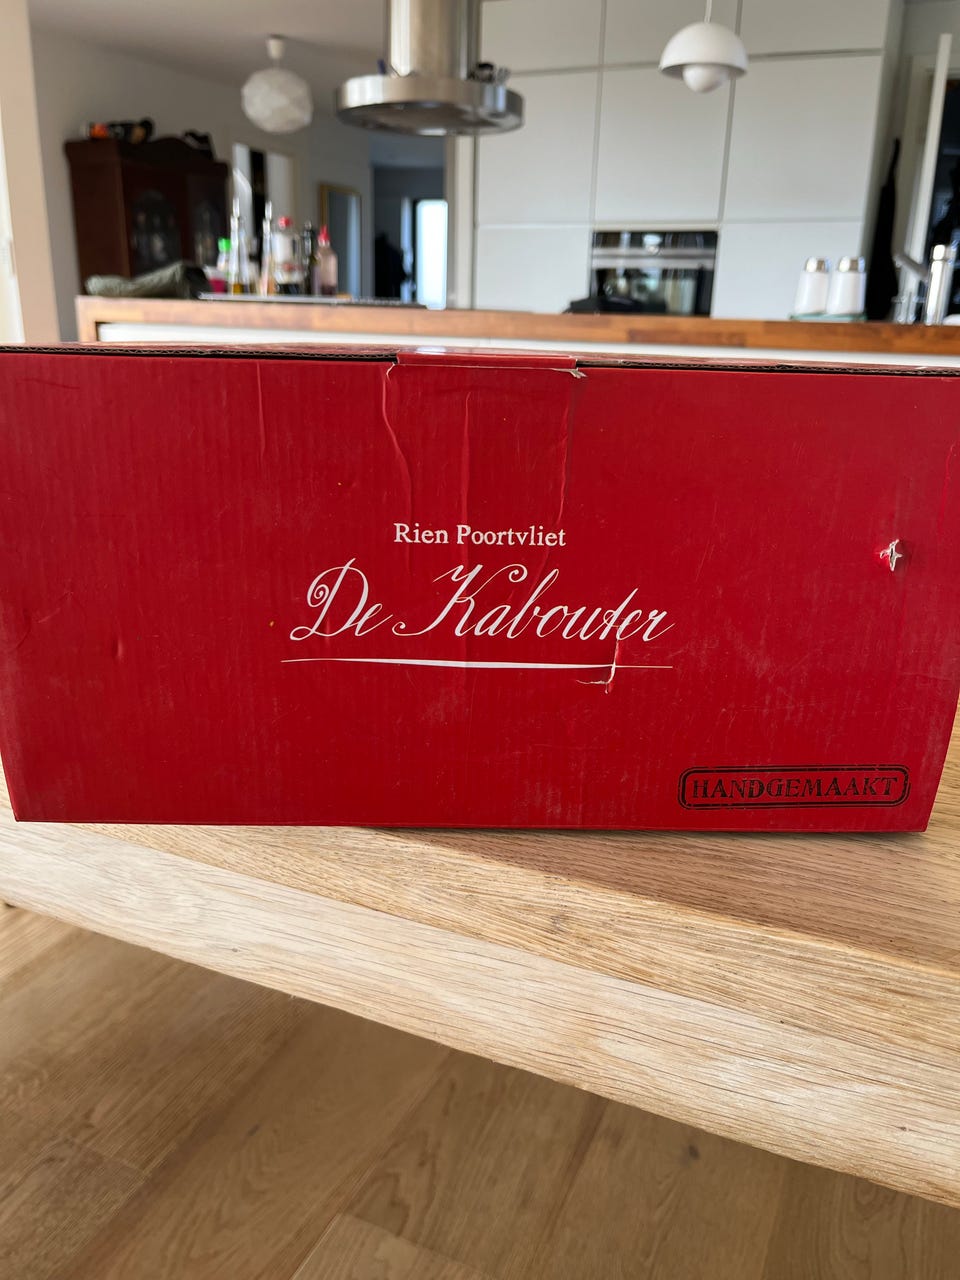 Rien Poortvliet
De Kabouter
HANDGEMAAKT